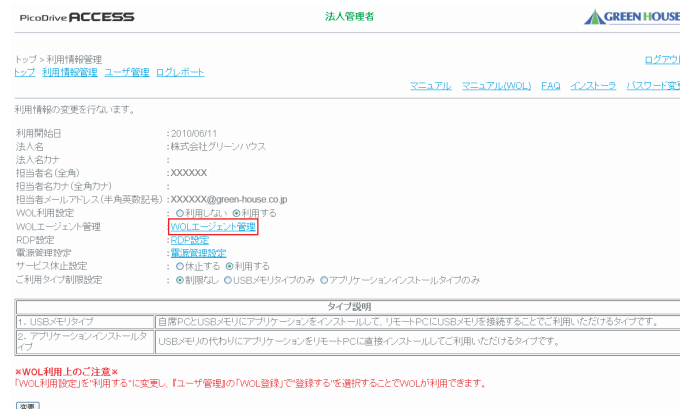 PicoDrive ACCESS
法人管理者
GREEN HOUSE
トップ > 利用情報管理
ログアウト
トップ 利用情報管理 ユーザ管理 ログレポート
マニュアル マニュアル(WOL) FAQ インストーラ パスワード変更
利用情報の変更を行ないます。
利用開始日 :2010/06/11
法人名 :株式会社グリーンハウス
法人名カナ :
担当者名(全角) :XXXXXX
担当者名カナ(全角カナ) :
担当者メールアドレス(半角英数記号) :XXXXXX@green-house.co.jp
WOL利用設定 : 利用しない 利用する
WOLエージェント管理 :WOLエージェント管理
RDP設定 :RDP設定
電源管理設定 :電源管理設定
サービス休止設定 : 休止する 利用する
ご利用タイプ制限設定 : 制限なし USBメモリタイプのみ アプリケーションインストールタイプのみ
タイプ説明
1. USBメモリタイプ 自席PCとUSBメモリにアプリケーションをインストールして、リモートPCにUSBメモリを接続することでご利用いただけるタイプです。
2. アプリケーションインストールタイプ USBメモリの代わりにアプリケーションをリモートPCに直接インストールしてご利用いただけるタイプです。
※WOL利用上のご注意※
「WOL利用設定」を"利用する"に変更し、『ユーザ管理』の「WOL登録」で"登録する"を選択することでWOLが利用できます。
変更